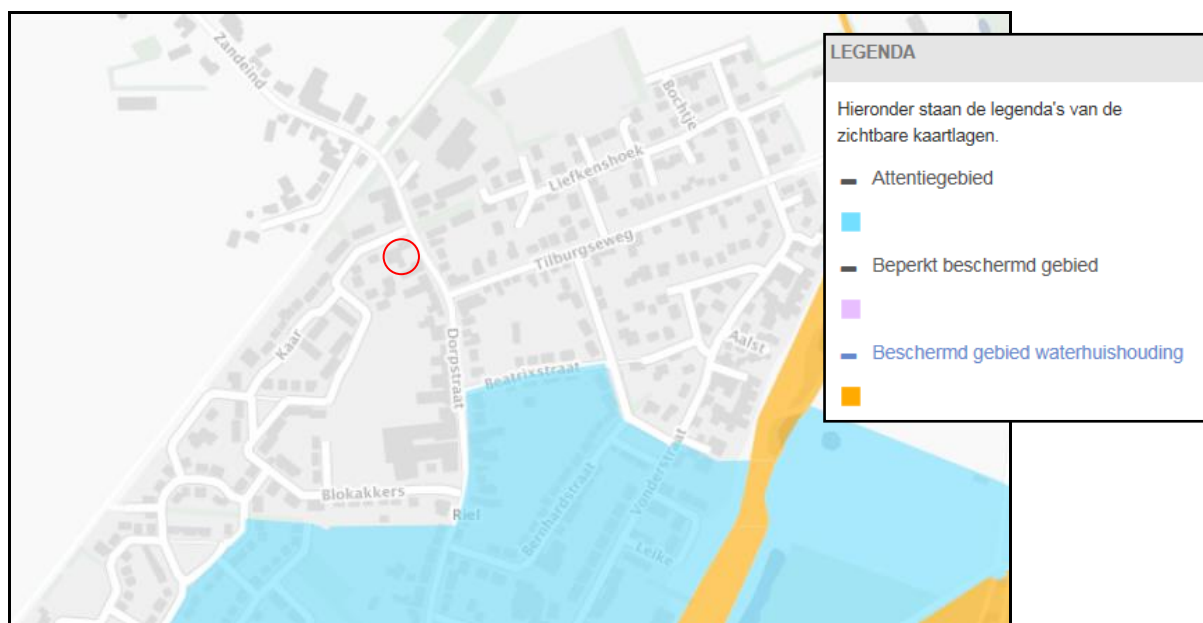 Zandeind
Bochtje
Liefkenshoek
Tilburgseweg
Kaar
Dorpstraat
Beatrixstraat
Aalst
Blokakkers
Riel
Bernhardstraat
Vonderstraat
Leike
LEGENDA
Hieronder staan de legenda's van de
zichtbare kaartlagen.
Attentiegebied
Beperkt beschermd gebied
Beschermd gebied waterhuishouding